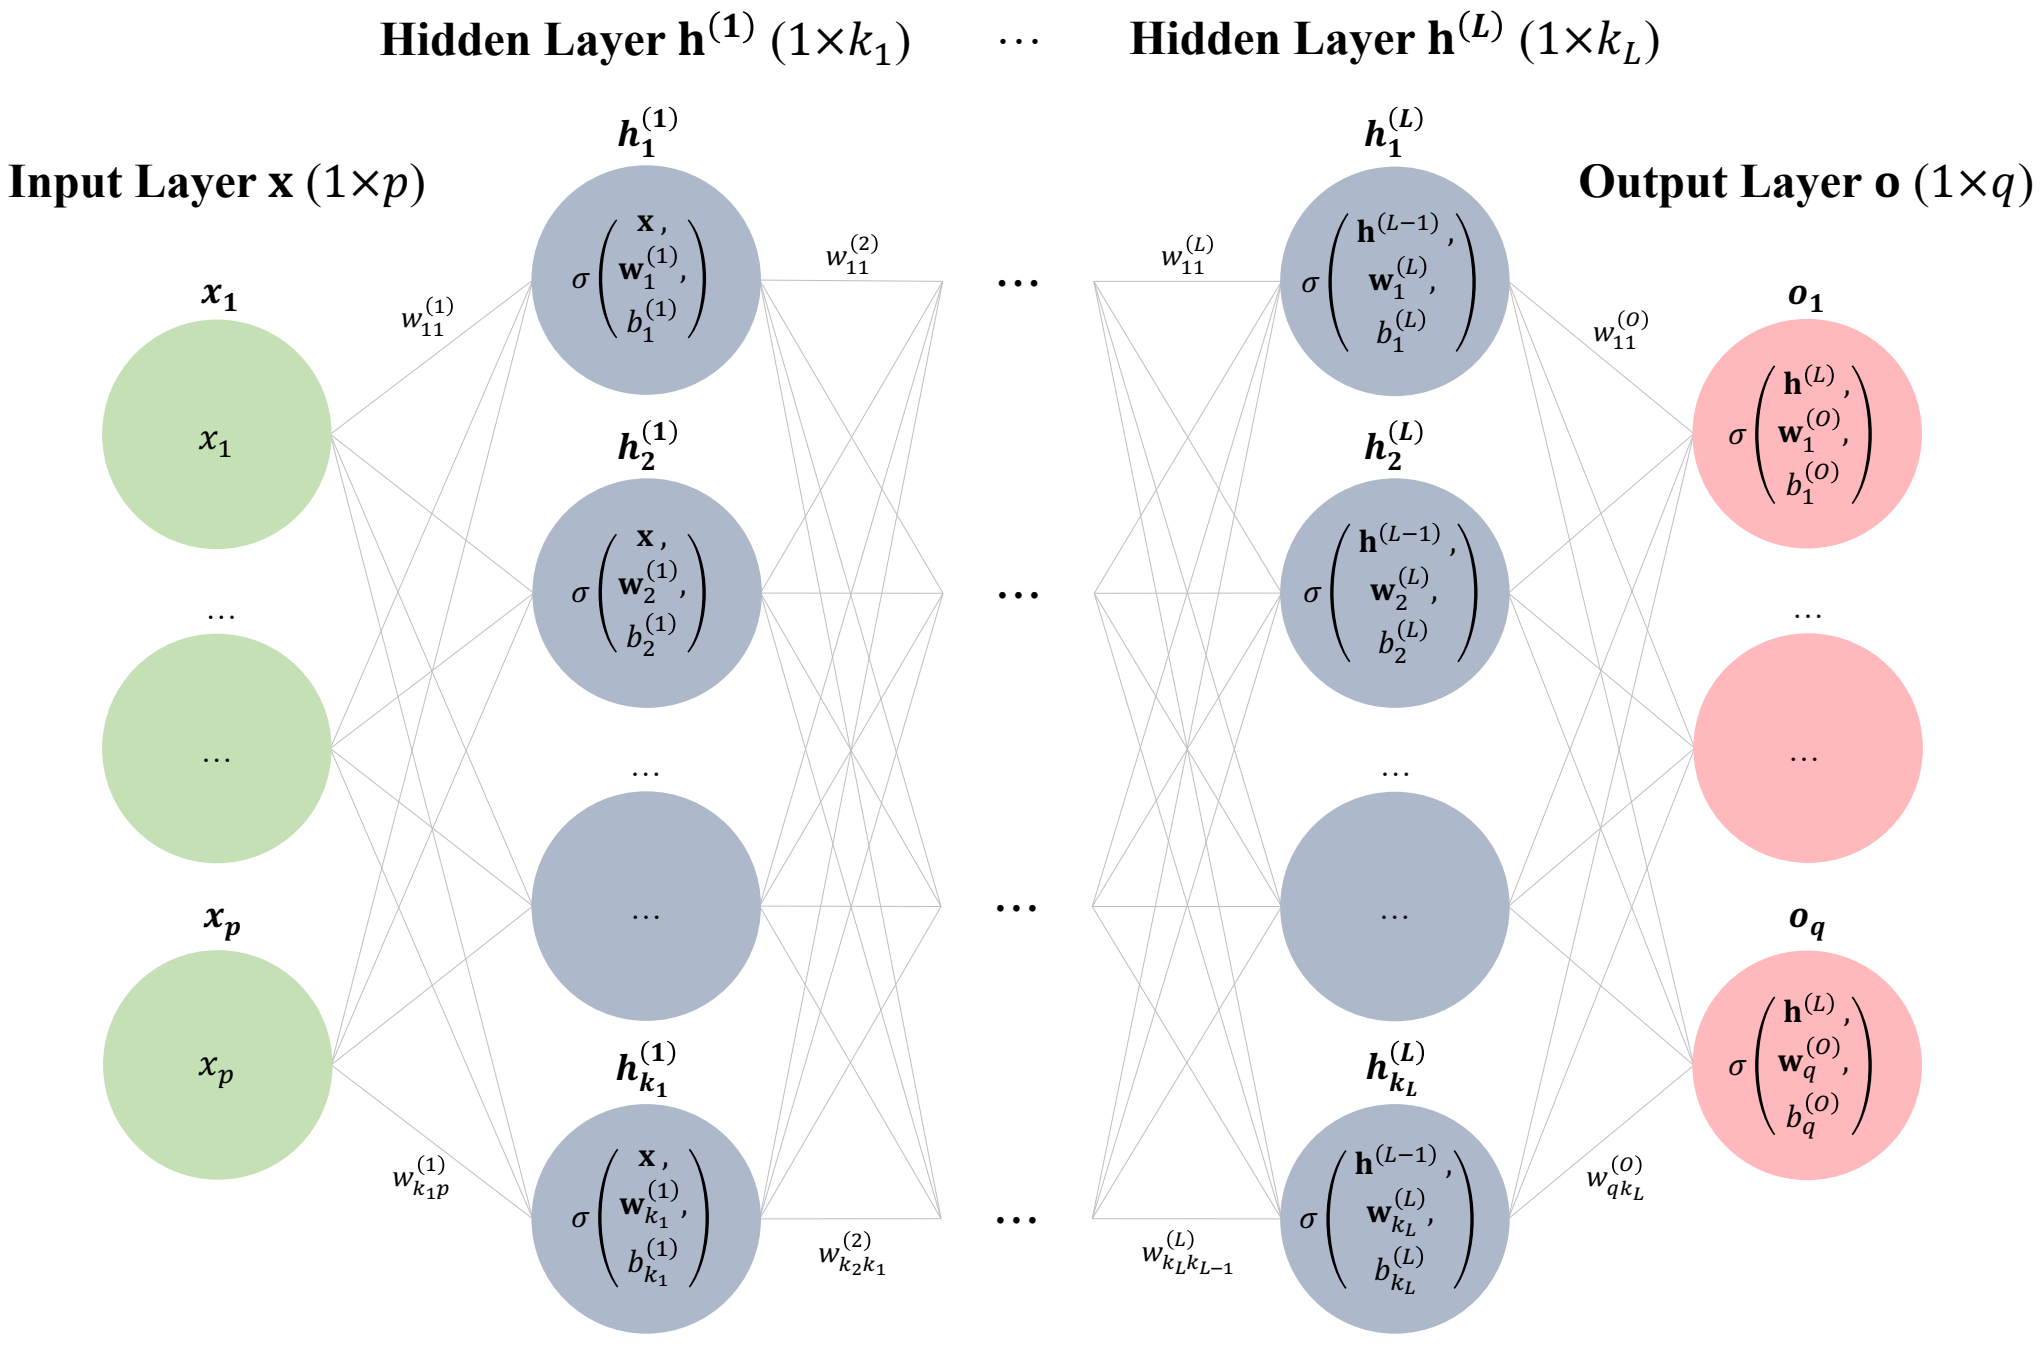 Hidden Layer h^(1) (1×k_1) … Hidden Layer h^(L) (1×k_L)
Input Layer x (1×p)
Output Layer o (1×q)
x_1
x_1
…
…
x_p
x_p
w_11^(1)
w_{k_1 p}^(1)
h_1^(1)
σ( x ,
w_1^(1),
b_1^(1) )
h_2^(1)
σ( x ,
w_2^(1),
b_2^(1) )
…
…
h_{k_1}^(1)
σ( x ,
w_{k_1}^(1),
b_{k_1}^(1) )
w_11^(2)
w_{k_2 k_1}^(2)
…
…
…
…
w_11^(L)
w_{k_L k_{L−1}}^(L)
h_1^(L)
σ( h^(L−1) ,
w_1^(L),
b_1^(L) )
h_2^(L)
σ( h^(L−1) ,
w_2^(L),
b_2^(L) )
…
…
h_{k_L}^(L)
σ( h^(L−1) ,
w_{k_L}^(L),
b_{k_L}^(L) )
w_11^(O)
w_{q k_L}^(O)
o_1
σ( h^(L) ,
w_1^(O),
b_1^(O) )
…
…
o_q
σ( h^(L) ,
w_q^(O),
b_q^(O) )